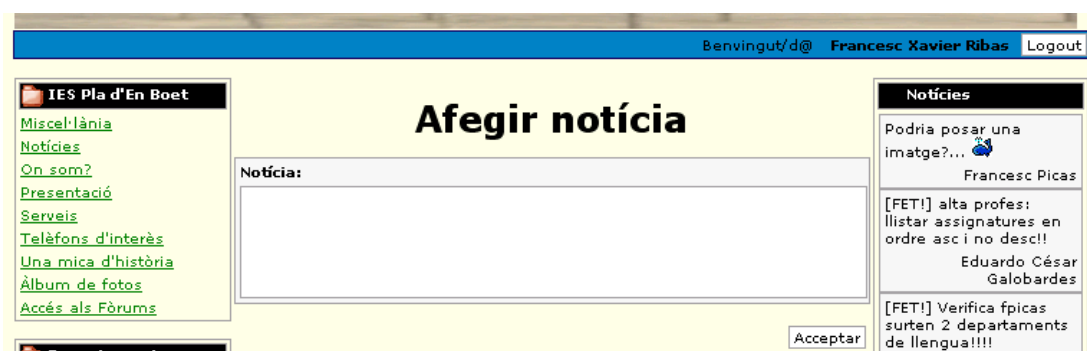 Benvingut/d@ Francesc Xavier Ribas Logout
IES Pla d'En Boet
Miscel·lània
Notícies
On som?
Presentació
Serveis
Telèfons d'interès
Una mica d'història
Àlbum de fotos
Accés als Fòrums
Afegir notícia
Notícia:
Acceptar
Notícies
Podria posar una
imatge?...
Francesc Picas
[FET!] alta profes:
llistar assignatures en
ordre asc i no desc!!
Eduardo César
Galobardes
[FET!] Verifica fpicas
surten 2 departaments
de llengua!!!!